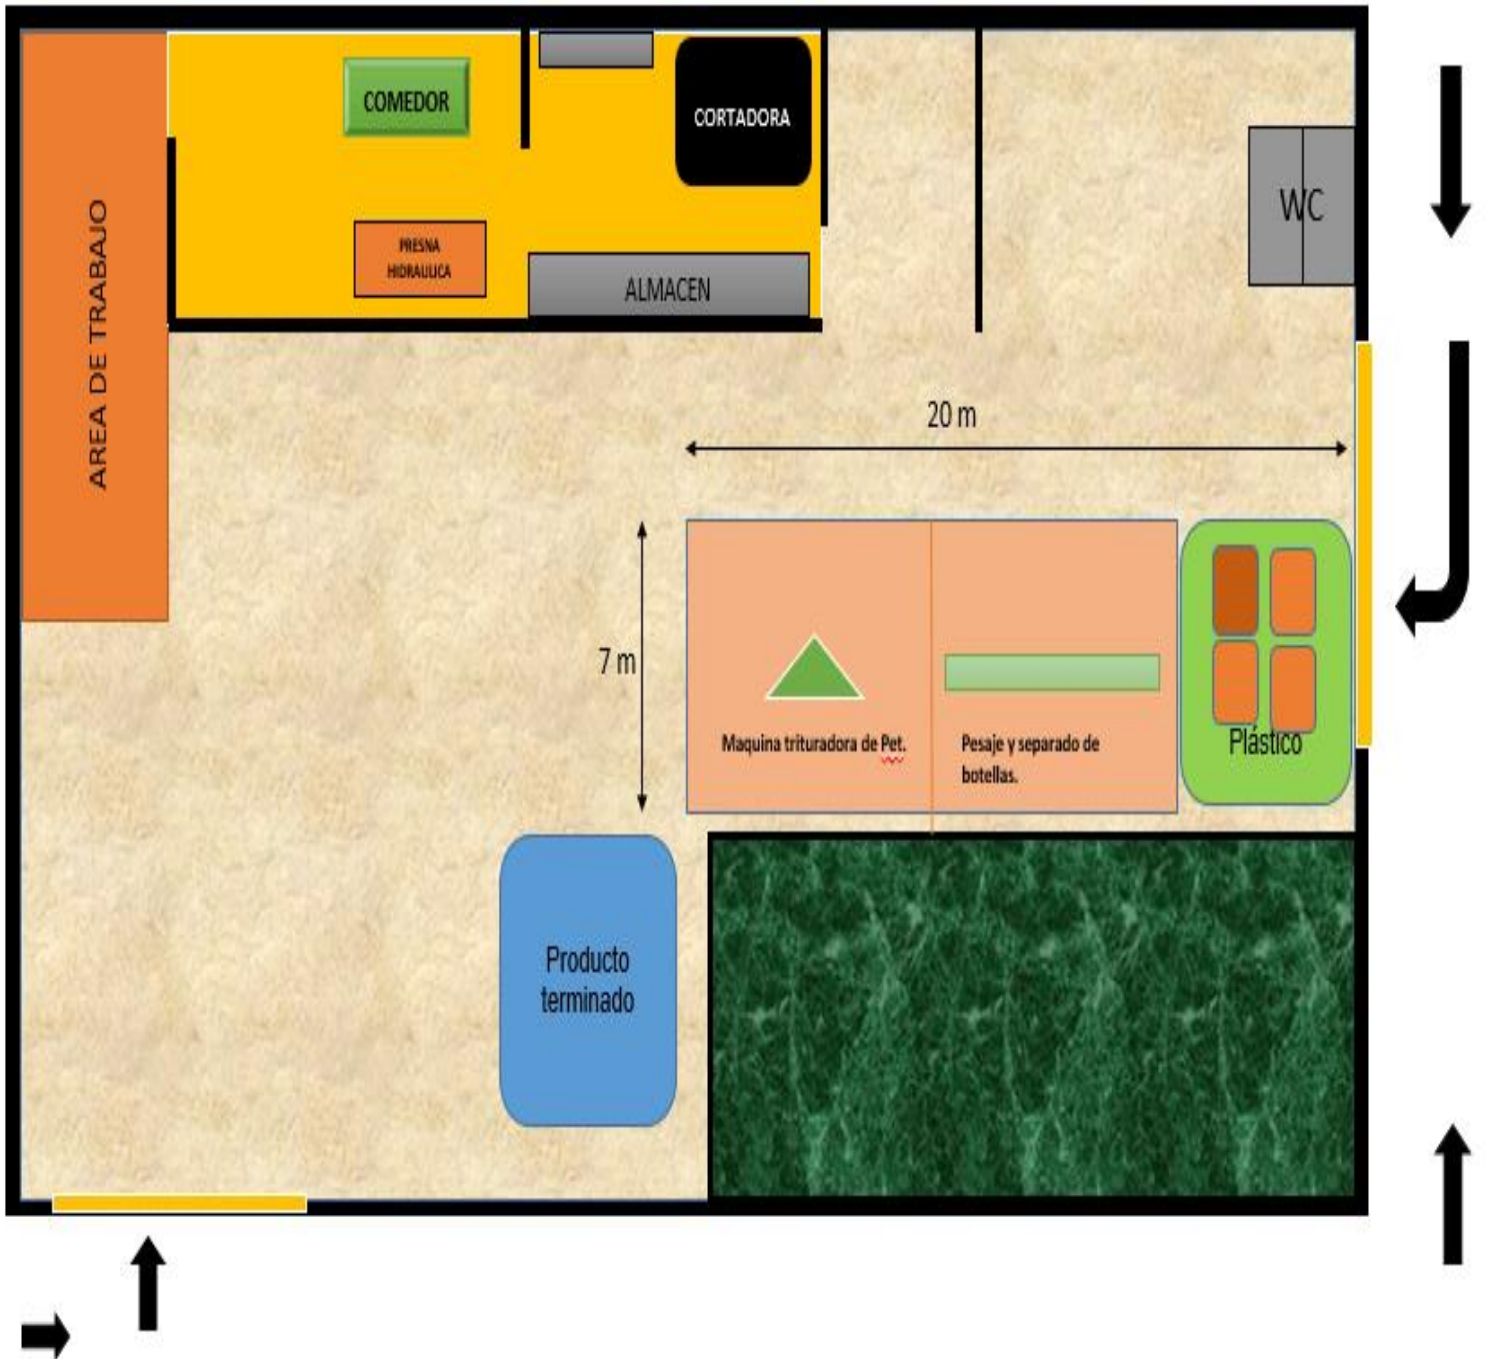 COMEDOR
CORTADORA
PRESNA
HIDRAULICA
ALMACEN
WC
AREA DE TRABAJO
20 m
7 m
Maquina trituradora de Pet.
Pesaje y separado de
botellas.
Plástico
Producto
terminado